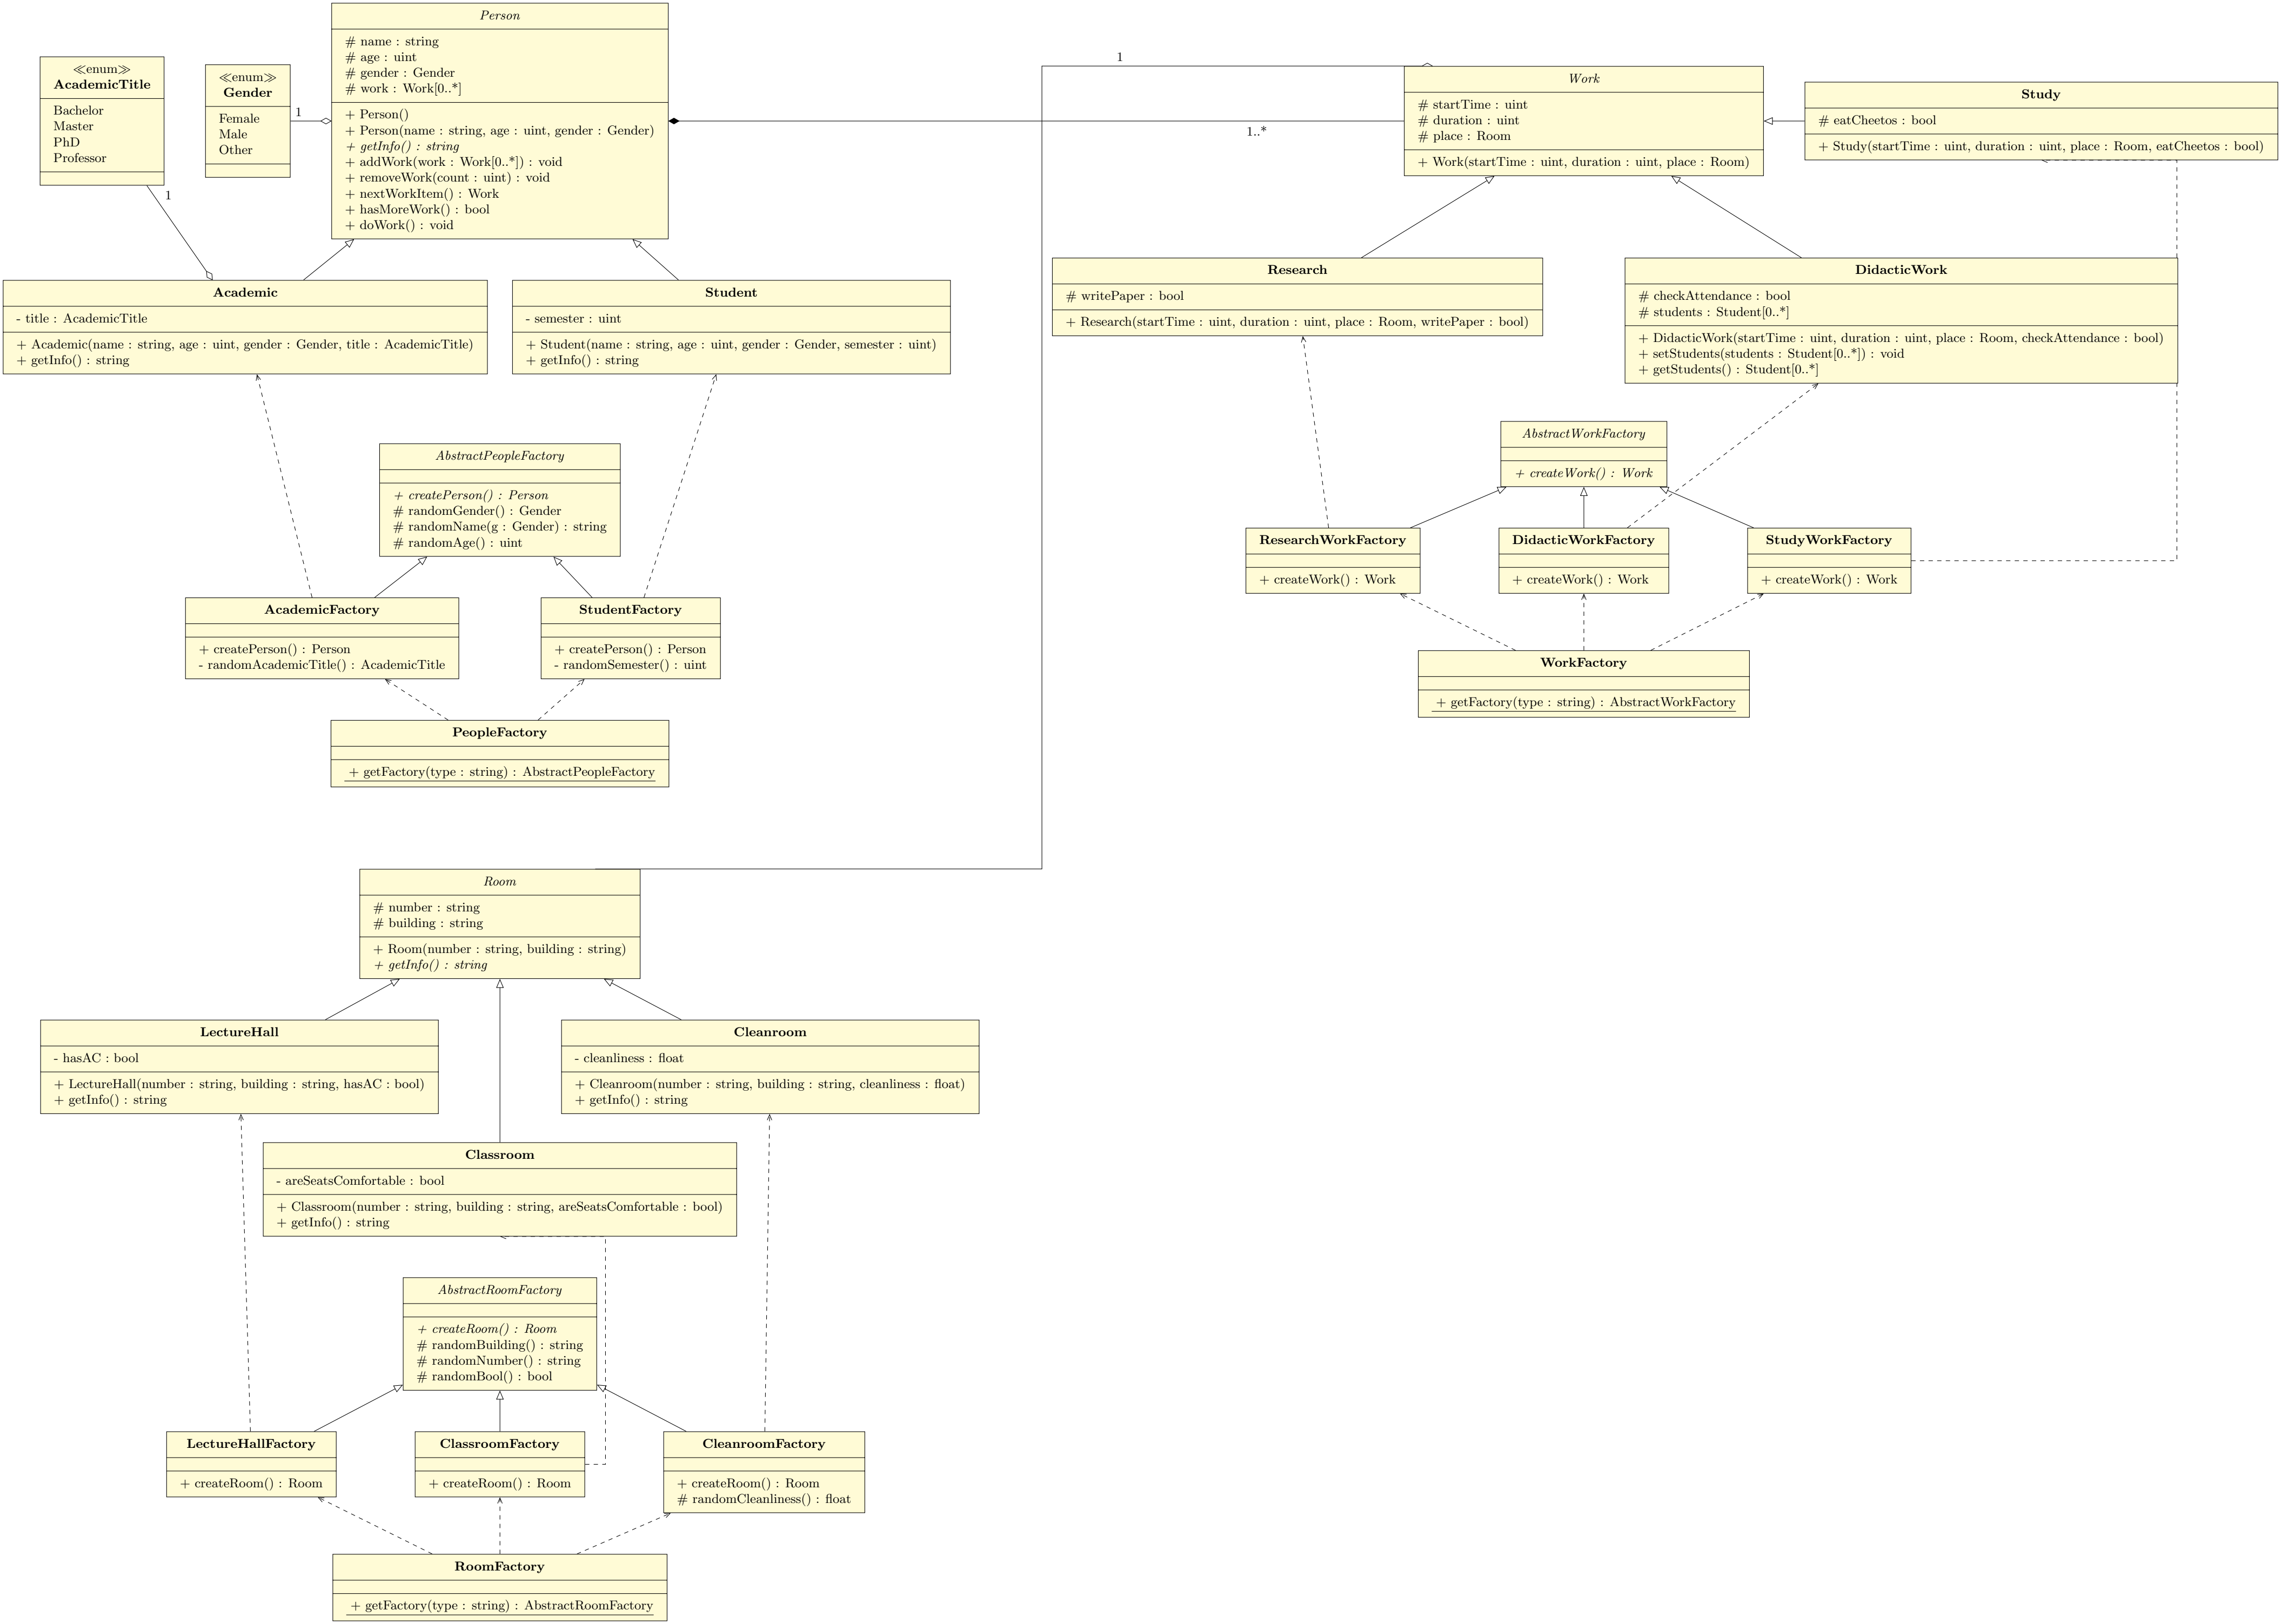 Person
# name : string
# age : uint
# gender : Gender
# work : Work[0..*]
+ Person()
+ Person(name : string, age : uint, gender : Gender)
+ getInfo() : string
+ addWork(work : Work[0..*]) : void
+ removeWork(count : uint) : void
+ nextWorkItem() : Work
+ hasMoreWork() : bool
+ doWork() : void
≪enum≫
AcademicTitle
Bachelor
Master
PhD
Professor
≪enum≫
Gender
Female
Male
Other
1
1
1
1..*
Work
# startTime : uint
# duration : uint
# place : Room
+ Work(startTime : uint, duration : uint, place : Room)
Study
# eatCheetos : bool
+ Study(startTime : uint, duration : uint, place : Room, eatCheetos : bool)
Academic
- title : AcademicTitle
+ Academic(name : string, age : uint, gender : Gender, title : AcademicTitle)
+ getInfo() : string
Student
- semester : uint
+ Student(name : string, age : uint, gender : Gender, semester : uint)
+ getInfo() : string
Research
# writePaper : bool
+ Research(startTime : uint, duration : uint, place : Room, writePaper : bool)
DidacticWork
# checkAttendance : bool
# students : Student[0..*]
+ DidacticWork(startTime : uint, duration : uint, place : Room, checkAttendance : bool)
+ setStudents(students : Student[0..*]) : void
+ getStudents() : Student[0..*]
AbstractPeopleFactory
+ createPerson() : Person
# randomGender() : Gender
# randomName(g : Gender) : string
# randomAge() : uint
AbstractWorkFactory
+ createWork() : Work
ResearchWorkFactory
+ createWork() : Work
DidacticWorkFactory
+ createWork() : Work
StudyWorkFactory
+ createWork() : Work
AcademicFactory
+ createPerson() : Person
- randomAcademicTitle() : AcademicTitle
StudentFactory
+ createPerson() : Person
- randomSemester() : uint
WorkFactory
+ getFactory(type : string) : AbstractWorkFactory
PeopleFactory
+ getFactory(type : string) : AbstractPeopleFactory
Room
# number : string
# building : string
+ Room(number : string, building : string)
+ getInfo() : string
LectureHall
- hasAC : bool
+ LectureHall(number : string, building : string, hasAC : bool)
+ getInfo() : string
Cleanroom
- cleanliness : float
+ Cleanroom(number : string, building : string, cleanliness : float)
+ getInfo() : string
Classroom
- areSeatsComfortable : bool
+ Classroom(number : string, building : string, areSeatsComfortable : bool)
+ getInfo() : string
AbstractRoomFactory
+ createRoom() : Room
# randomBuilding() : string
# randomNumber() : string
# randomBool() : bool
LectureHallFactory
+ createRoom() : Room
ClassroomFactory
+ createRoom() : Room
CleanroomFactory
+ createRoom() : Room
# randomCleanliness() : float
RoomFactory
+ getFactory(type : string) : AbstractRoomFactory